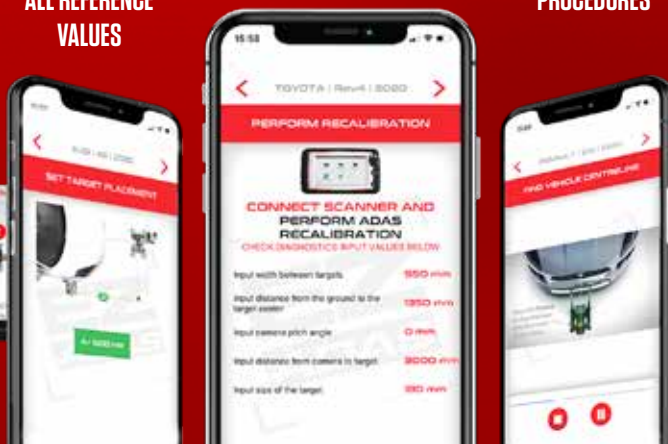 ALL REFERENCE
VALUES
PROCEDURES
SET TARGET PLACEMENT
15:53
TOYOTA | Rav4 | 2020
PERFORM RECALIBRATION
CONNECT SCANNER AND
PERFORM ADAS
RECALIBRATION
CHECK DIAGNOSTICS INPUT VALUES BELOW
Input width between targets 550 mm
Input distance from the ground to the
target center 1350 mm
Input camera pitch angle 0 mm
Input distance from camera to target 3000 mm
Input size of the target
FIND VEHICLE CENTRELINE